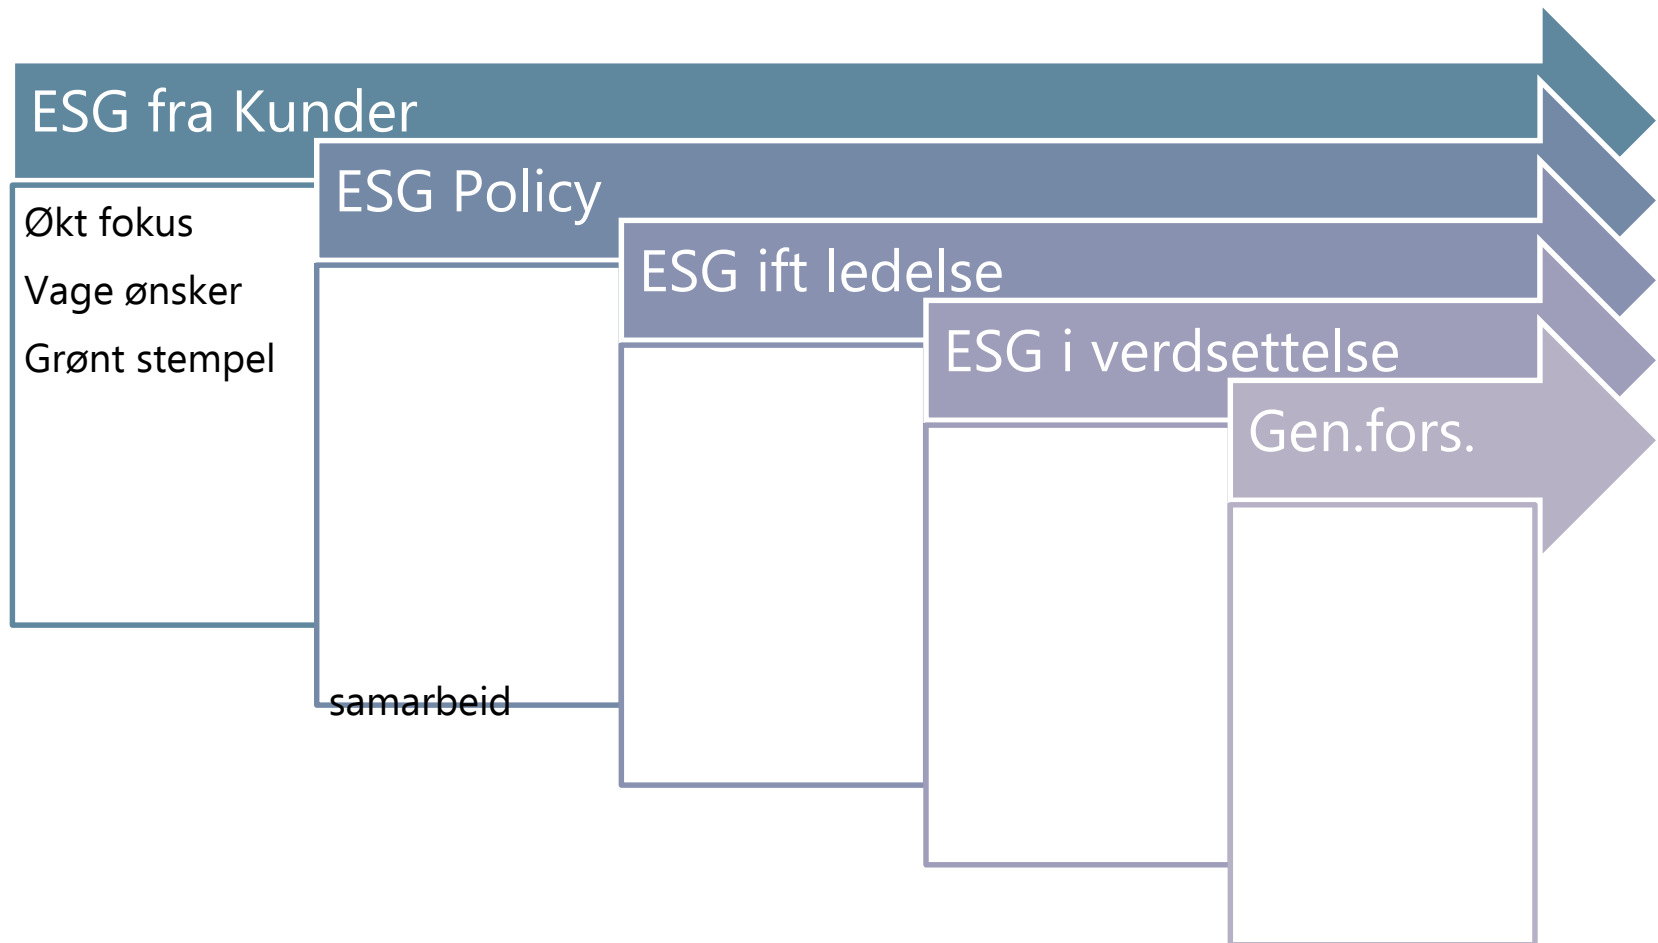 ESG fra Kunder
Økt fokus
Vage ønsker
Grønt stempel
ESG Policy
samarbeid
ESG ift ledelse
ESG i verdsettelse
Gen.fors.